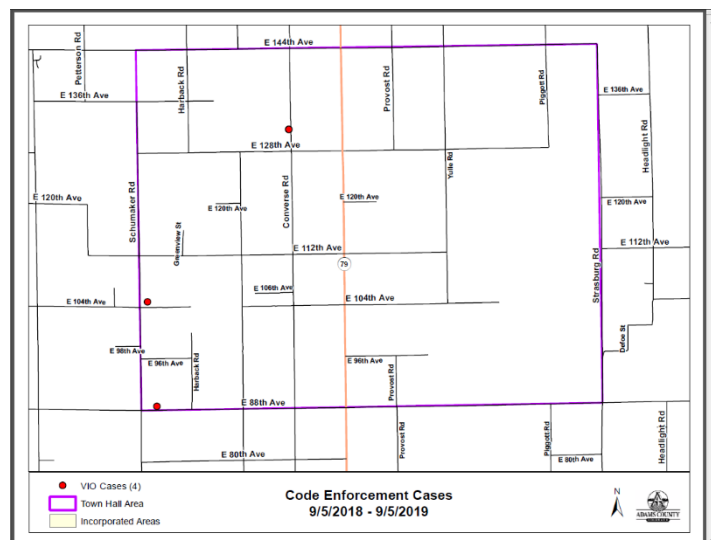 E 144th Ave
Petterson Rd
Harback Rd
Provost Rd
Piggott Rd
E 136th Ave
E 136th Ave
Headlight Rd
E 128th Ave
Yulle Rd
E 120th Ave
Schumaker Rd
E 120th Ave
Converse Rd
E 120th Ave
E 120th Ave
Greenview St
E 112th Ave
E 112th Ave
79
Strasburg Rd
E 106th Ave
E 104th Ave
E 104th Ave
Defoe St
E 98th Ave
E 96th Ave
Harback Rd
E 96th Ave
Provost Rd
E 88th Ave
E 80th Ave
Provost Rd
Piggott Rd
E 80th Ave
Headlight Rd
VIO Cases (4)
Town Hall Area
Incorporated Areas
Code Enforcement Cases
9/5/2018 - 9/5/2019
N
ADAMS COUNTY